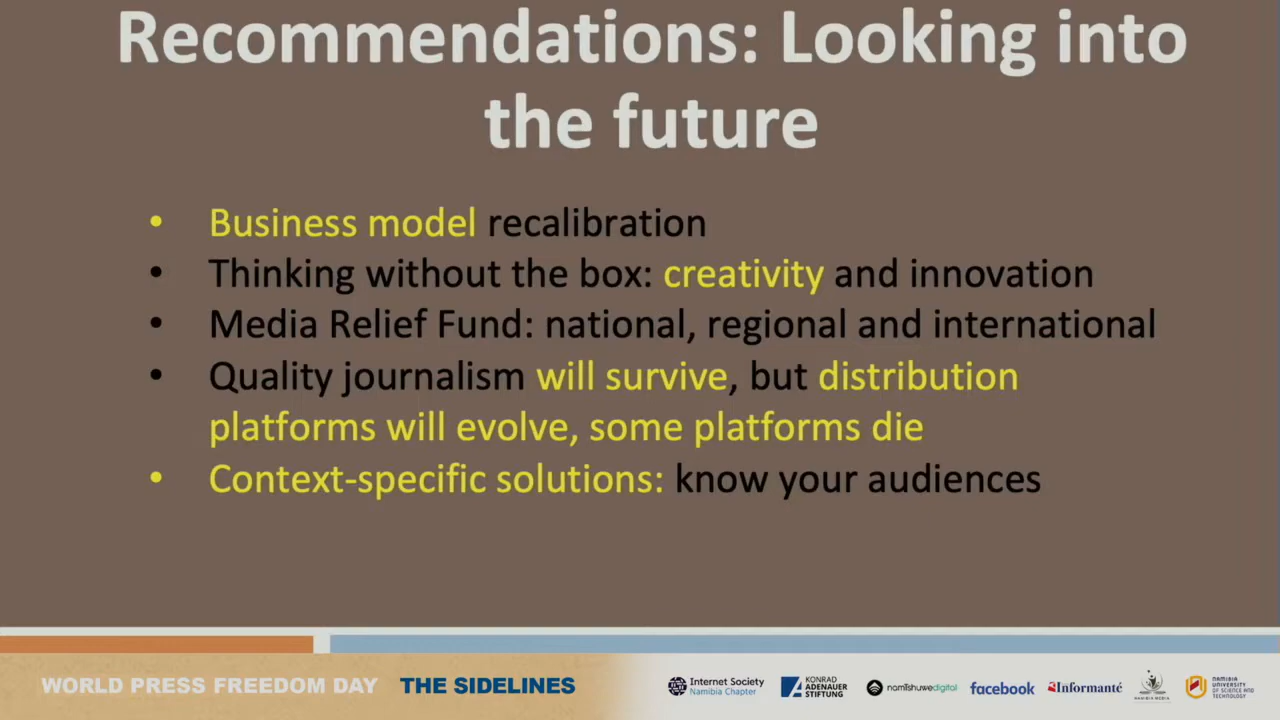 Recommendations: Looking into
the future
• Business model recalibration
• Thinking without the box: creativity and innovation
• Media Relief Fund: national, regional and international
• Quality journalism will survive, but distribution
platforms will evolve, some platforms die
• Context-specific solutions: know your audiences
WORLD PRESS FREEDOM DAY THE SIDELINES
Internet Society
Namibia Chapter
KONRAD
ADENAUER
STIFTUNG
namtishuwedigital
facebook
Informanté
NAMIBIA MEDIA
NAMIBIA
UNIVERSITY
OF SCIENCE AND
TECHNOLOGY